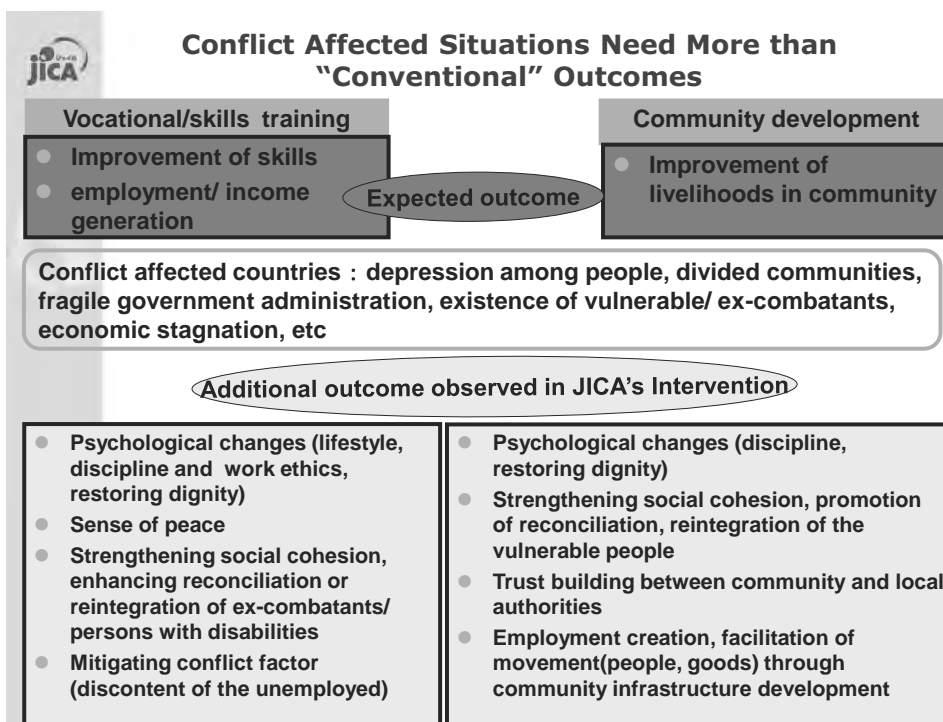 JICA
Conflict Affected Situations Need More than
“Conventional” Outcomes
Vocational/skills training
Improvement of skills
employment/ income
generation
Expected outcome
Community development
Improvement of
livelihoods in community
Conflict affected countries：depression among people, divided communities,
fragile government administration, existence of vulnerable/ ex-combatants,
economic stagnation, etc
Additional outcome observed in JICA’s Intervention
Psychological changes (lifestyle,
discipline and work ethics,
restoring dignity)
Sense of peace
Strengthening social cohesion,
enhancing reconciliation or
reintegration of ex-combatants/
persons with disabilities
Mitigating conflict factor
(discontent of the unemployed)
Psychological changes (discipline,
restoring dignity)
Strengthening social cohesion, promotion
of reconciliation, reintegration of the
vulnerable people
Trust building between community and local
authorities
Employment creation, facilitation of
movement(people, goods) through
community infrastructure development